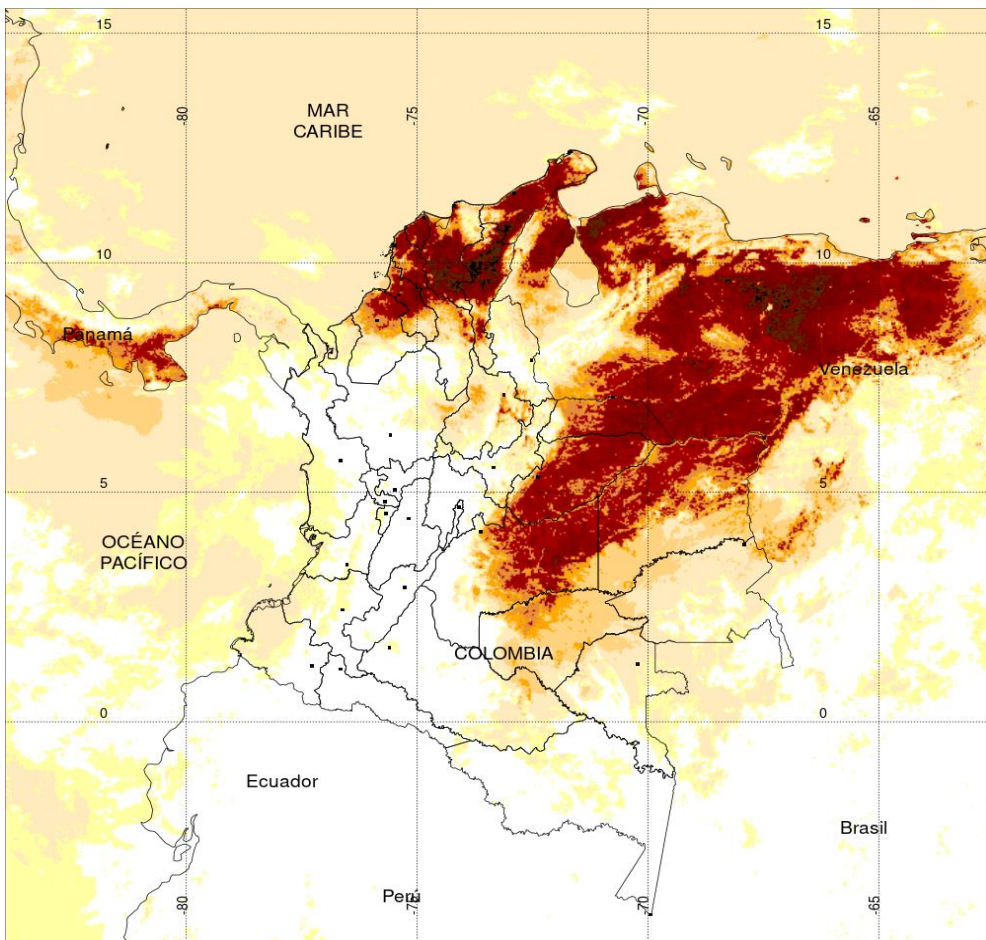 15
15
-80
-75
-70
-65
MAR
CARIBE
10
10
Panamá
Venezuela
5
5
OCÉANO
PACÍFICO
COLOMBIA
0
0
Ecuador
Brasil
Perú
-80
-75
-70
-65